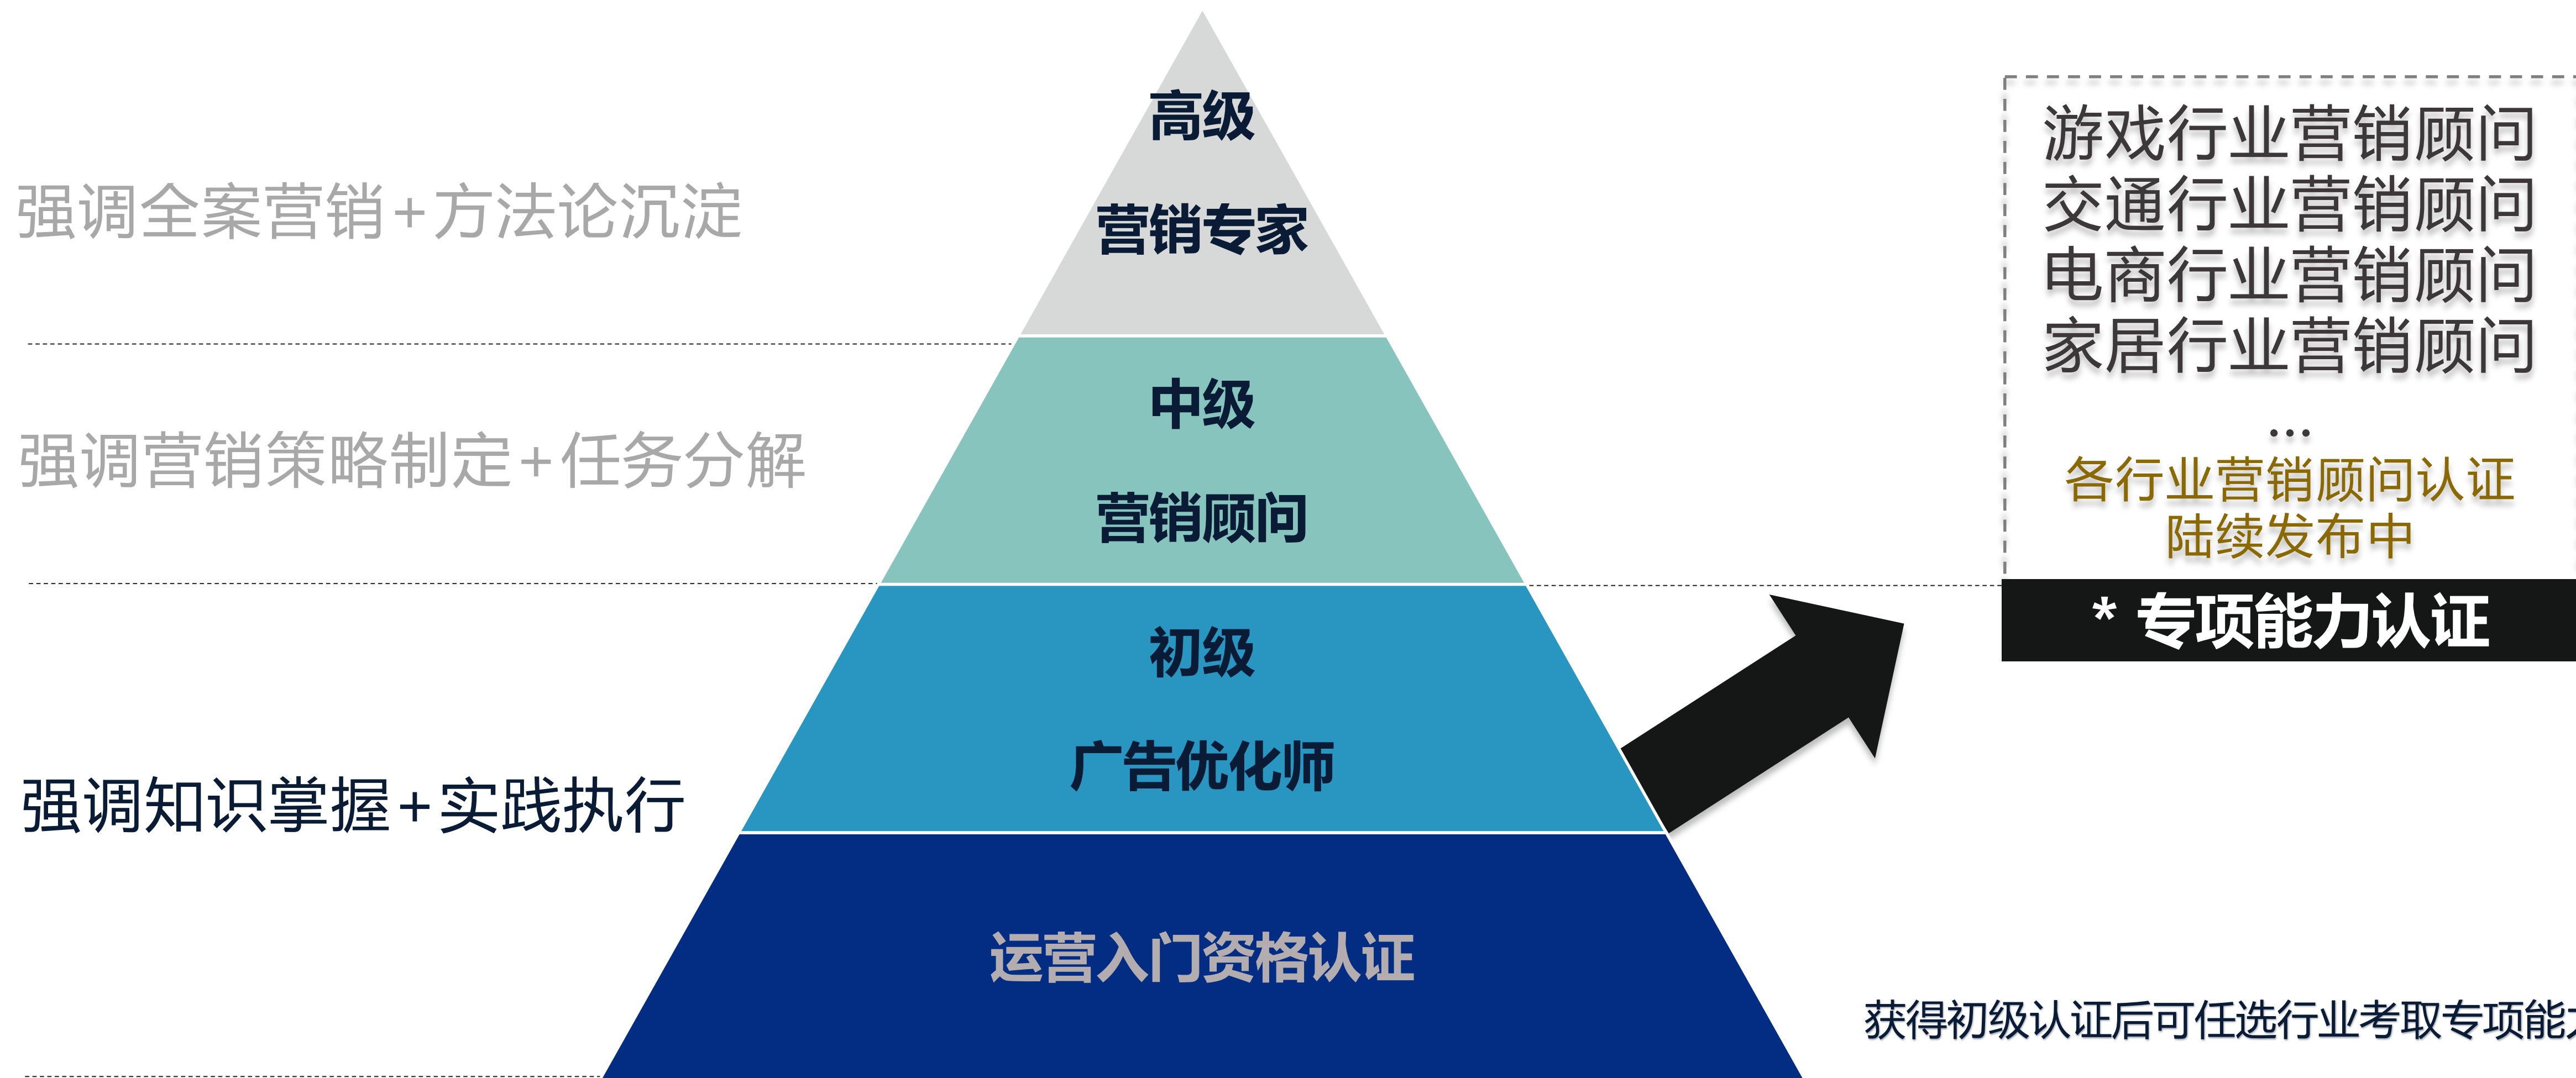 高级
营销专家
强调全案营销+方法论沉淀
中级
营销顾问
强调营销策略制定+任务分解
初级
广告优化师
强调知识掌握+实践执行
运营入门资格认证
游戏行业营销顾问
交通行业营销顾问
电商行业营销顾问
家居行业营销顾问
...
各行业营销顾问认证
陆续发布中
* 专项能力认证
获得初级认证后可任选行业考取专项能